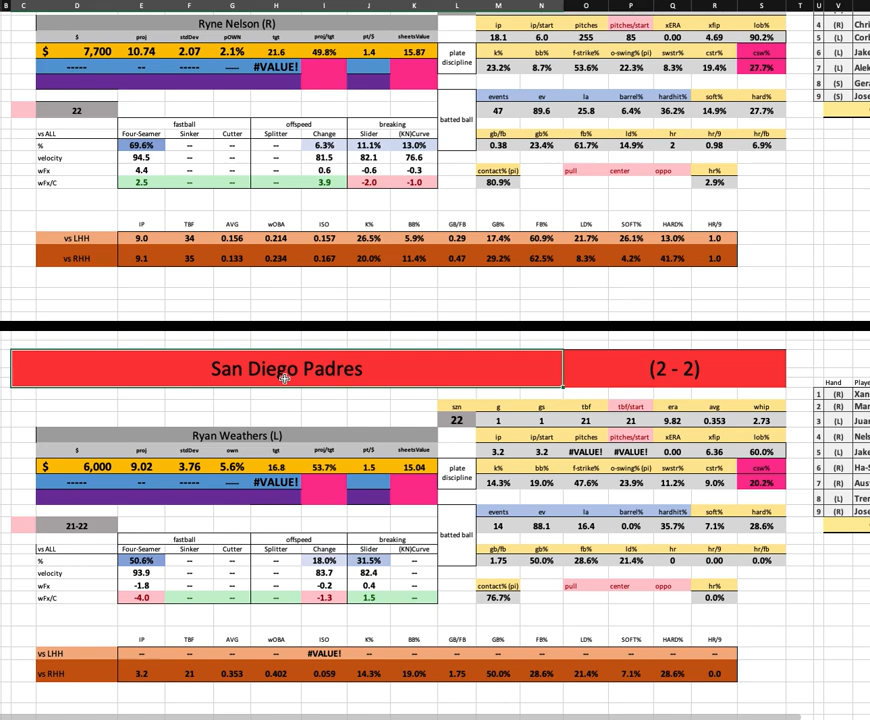 B C D E F G H I J K L M N O P Q R S T U V
Ryne Nelson (R) ip ip/start pitches pitches/start xERA xfip lob% 4 (R) Chri
$ proj stdDev pOWN tgt proj/tgt pt/$ sheetsValue 18.1 6.0 255 85 0.00 4.69 90.2% 5 (L) Corl
$ 7,700 10.74 2.07 2.1% 21.6 49.8% 1.4 15.87 plate discipline k% bb% f-strike% o-swing% (pi) swstr% cstr% csw% 6 (L) Jake
----- -- ----- ---- #VALUE! 23.2% 8.7% 53.6% 22.3% 8.3% 19.4% 27.7% 7 (L) Alek
8 (S) Gera
events ev la barrel% hardhit% soft% hard% 9 (S) Jose
22 batted ball 47 89.6 25.8 6.4% 36.2% 14.9% 27.7%
fastball offspeed breaking
vs ALL Four-Seamer Sinker Cutter Splitter Change Slider (KN)Curve gb/fb gb% fb% ld% hr hr/9 hr/fb
% 69.6% -- -- -- 6.3% 11.1% 13.0% 0.38 23.4% 61.7% 14.9% 2 0.98 6.9%
velocity 94.5 -- -- -- 81.5 82.1 76.6
wFx 4.4 -- -- -- 0.6 -0.6 -0.3 contact% (pi) pull center oppo hr%
wFx/C 2.5 -- -- -- 3.9 -2.0 -1.0 80.9% 2.9%
IP TBF AVG wOBA ISO K% BB% GB/FB GB% FB% LD% SOFT% HARD% HR/9
vs LHH 9.0 34 0.156 0.214 0.157 26.5% 5.9% 0.29 17.4% 60.9% 21.7% 26.1% 13.0% 1.0
vs RHH 9.1 35 0.133 0.234 0.167 20.0% 11.4% 0.47 29.2% 62.5% 8.3% 4.2% 41.7% 1.0
San Diego Padres (2 - 2)
Hand Playe
1 (R) Xan
szn g gs tbf tbf/start era avg whip 2 (R) Mar
22 1 1 21 21 9.82 0.353 2.73 3 (L) Juan
Ryan Weathers (L) ip ip/start pitches pitches/start xERA xfip lob% 4 (R) Nels
$ proj stdDev own tgt proj/tgt pt/$ sheetsValue 3.2 3.2 #VALUE! #VALUE! 0.00 6.36 60.0% 5 (L) Jake
$ 6,000 9.02 3.76 5.6% 16.8 53.7% 1.5 15.04 plate discipline k% bb% f-strike% o-swing% (pi) swstr% cstr% csw% 6 (R) Ha-S
----- -- ----- ---- #VALUE! 14.3% 19.0% 47.6% 23.9% 11.2% 9.0% 20.2% 7 (R) Aus
8 (L) Tren
events ev la barrel% hardhit% soft% hard% 9 (R) Jose
21-22 batted ball 14 88.1 16.4 0.0% 35.7% 7.1% 28.6%
fastball offspeed breaking
vs ALL Four-Seamer Sinker Cutter Splitter Change Slider (KN)Curve gb/fb gb% fb% ld% hr hr/9 hr/fb
% 50.6% -- -- -- 18.0% 31.5% -- 1.75 50.0% 28.6% 21.4% 0 0.00 0.0%
velocity 93.9 -- -- -- 83.7 82.4 --
wFx -1.8 -- -- -- -0.2 0.4 -- contact% (pi) pull center oppo hr%
wFx/C -4.0 -- -- -- -1.3 1.5 -- 76.7% 0.0%
IP TBF AVG wOBA ISO K% BB% GB/FB GB% FB% LD% SOFT% HARD% HR/9
vs LHH -- -- -- -- #VALUE! -- -- -- -- -- -- -- -- --
vs RHH 3.2 21 0.353 0.402 0.059 14.3% 19.0% 1.75 50.0% 28.6% 21.4% 7.1% 28.6% 0.0